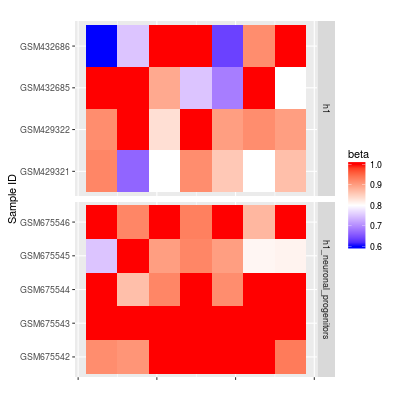 GSM432686
GSM432685
GSM429322
GSM429321
h1
GSM675546
GSM675545
GSM675544
GSM675543
GSM675542
h1_neuronal_progenitors
Sample ID
beta
1.0
0.9
0.8
0.7
0.6